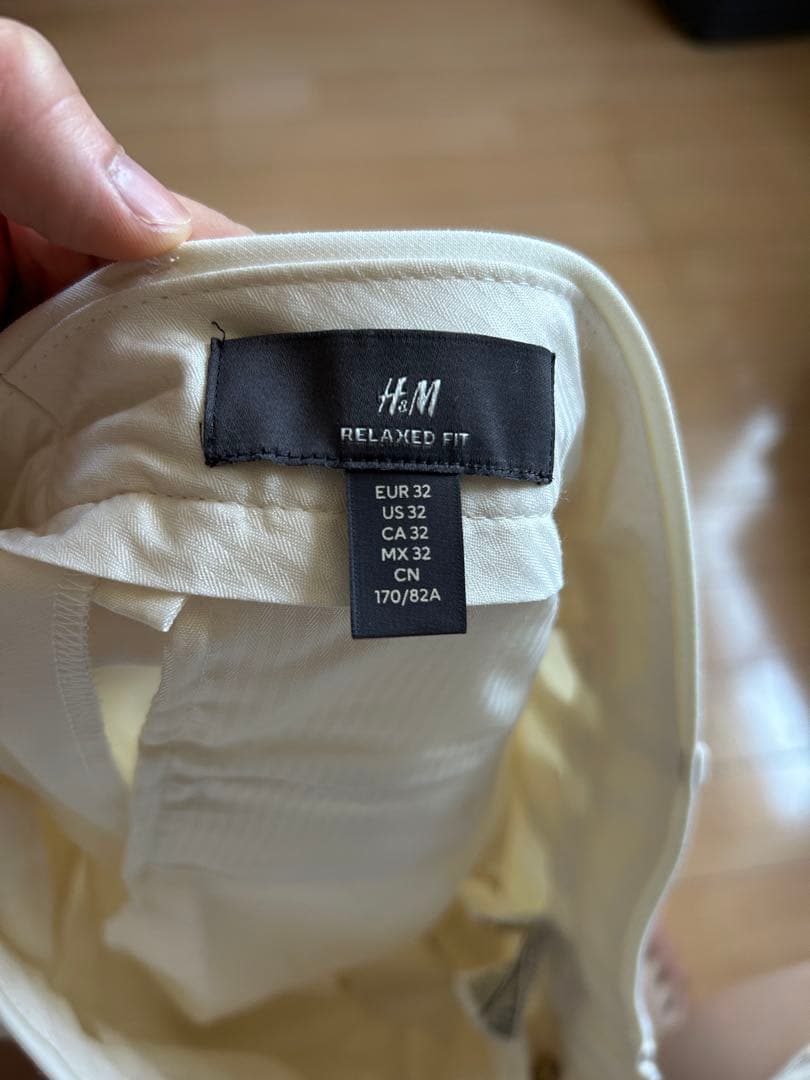 H&M
RELAXED FIT
EUR 32
US 32
CA 32
MX 32
CN
170/82A